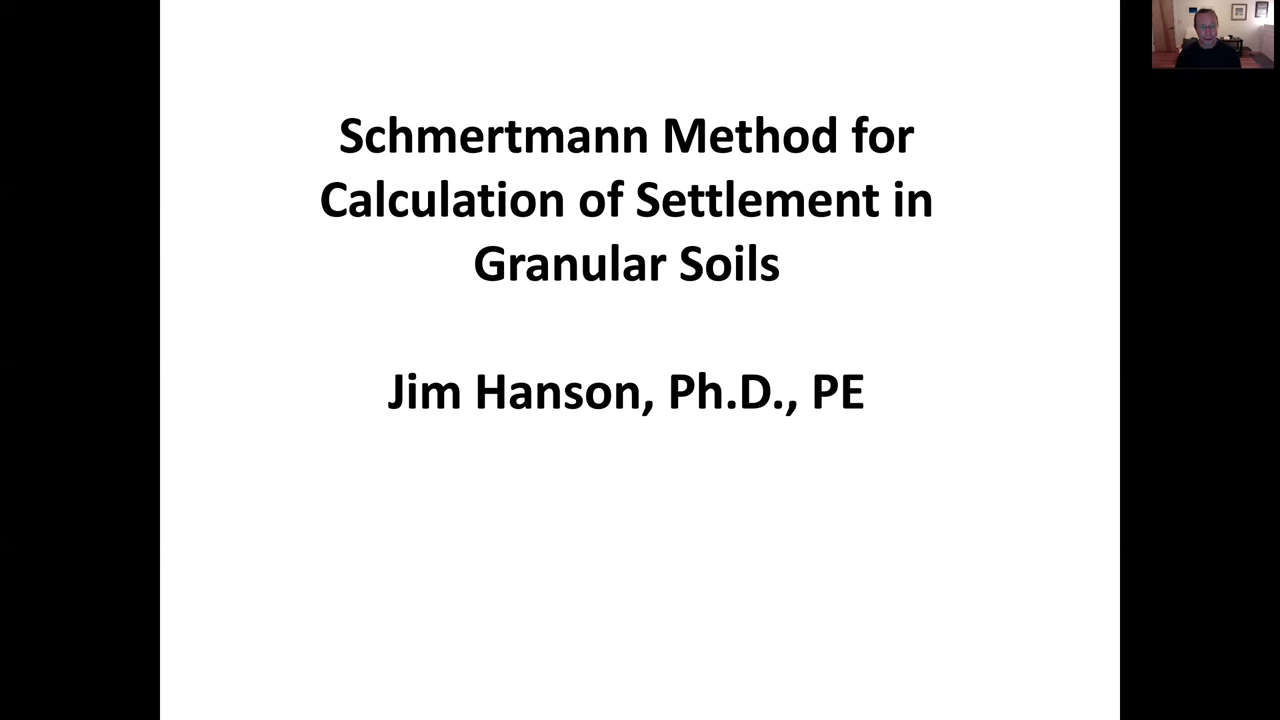 Schmertmann Method for
Calculation of Settlement in
Granular Soils
Jim Hanson, Ph.D., PE